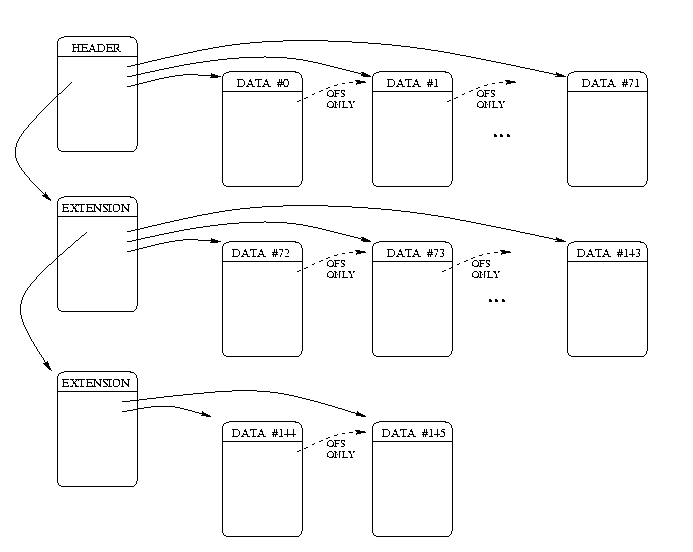 HEADER
DATA #0
DATA #1
DATA #71
OFS
ONLY
OFS
ONLY
...
EXTENSION
DATA #72
DATA #73
DATA #143
OFS
ONLY
OFS
ONLY
...
EXTENSION
DATA #144
DATA #145
OFS
ONLY